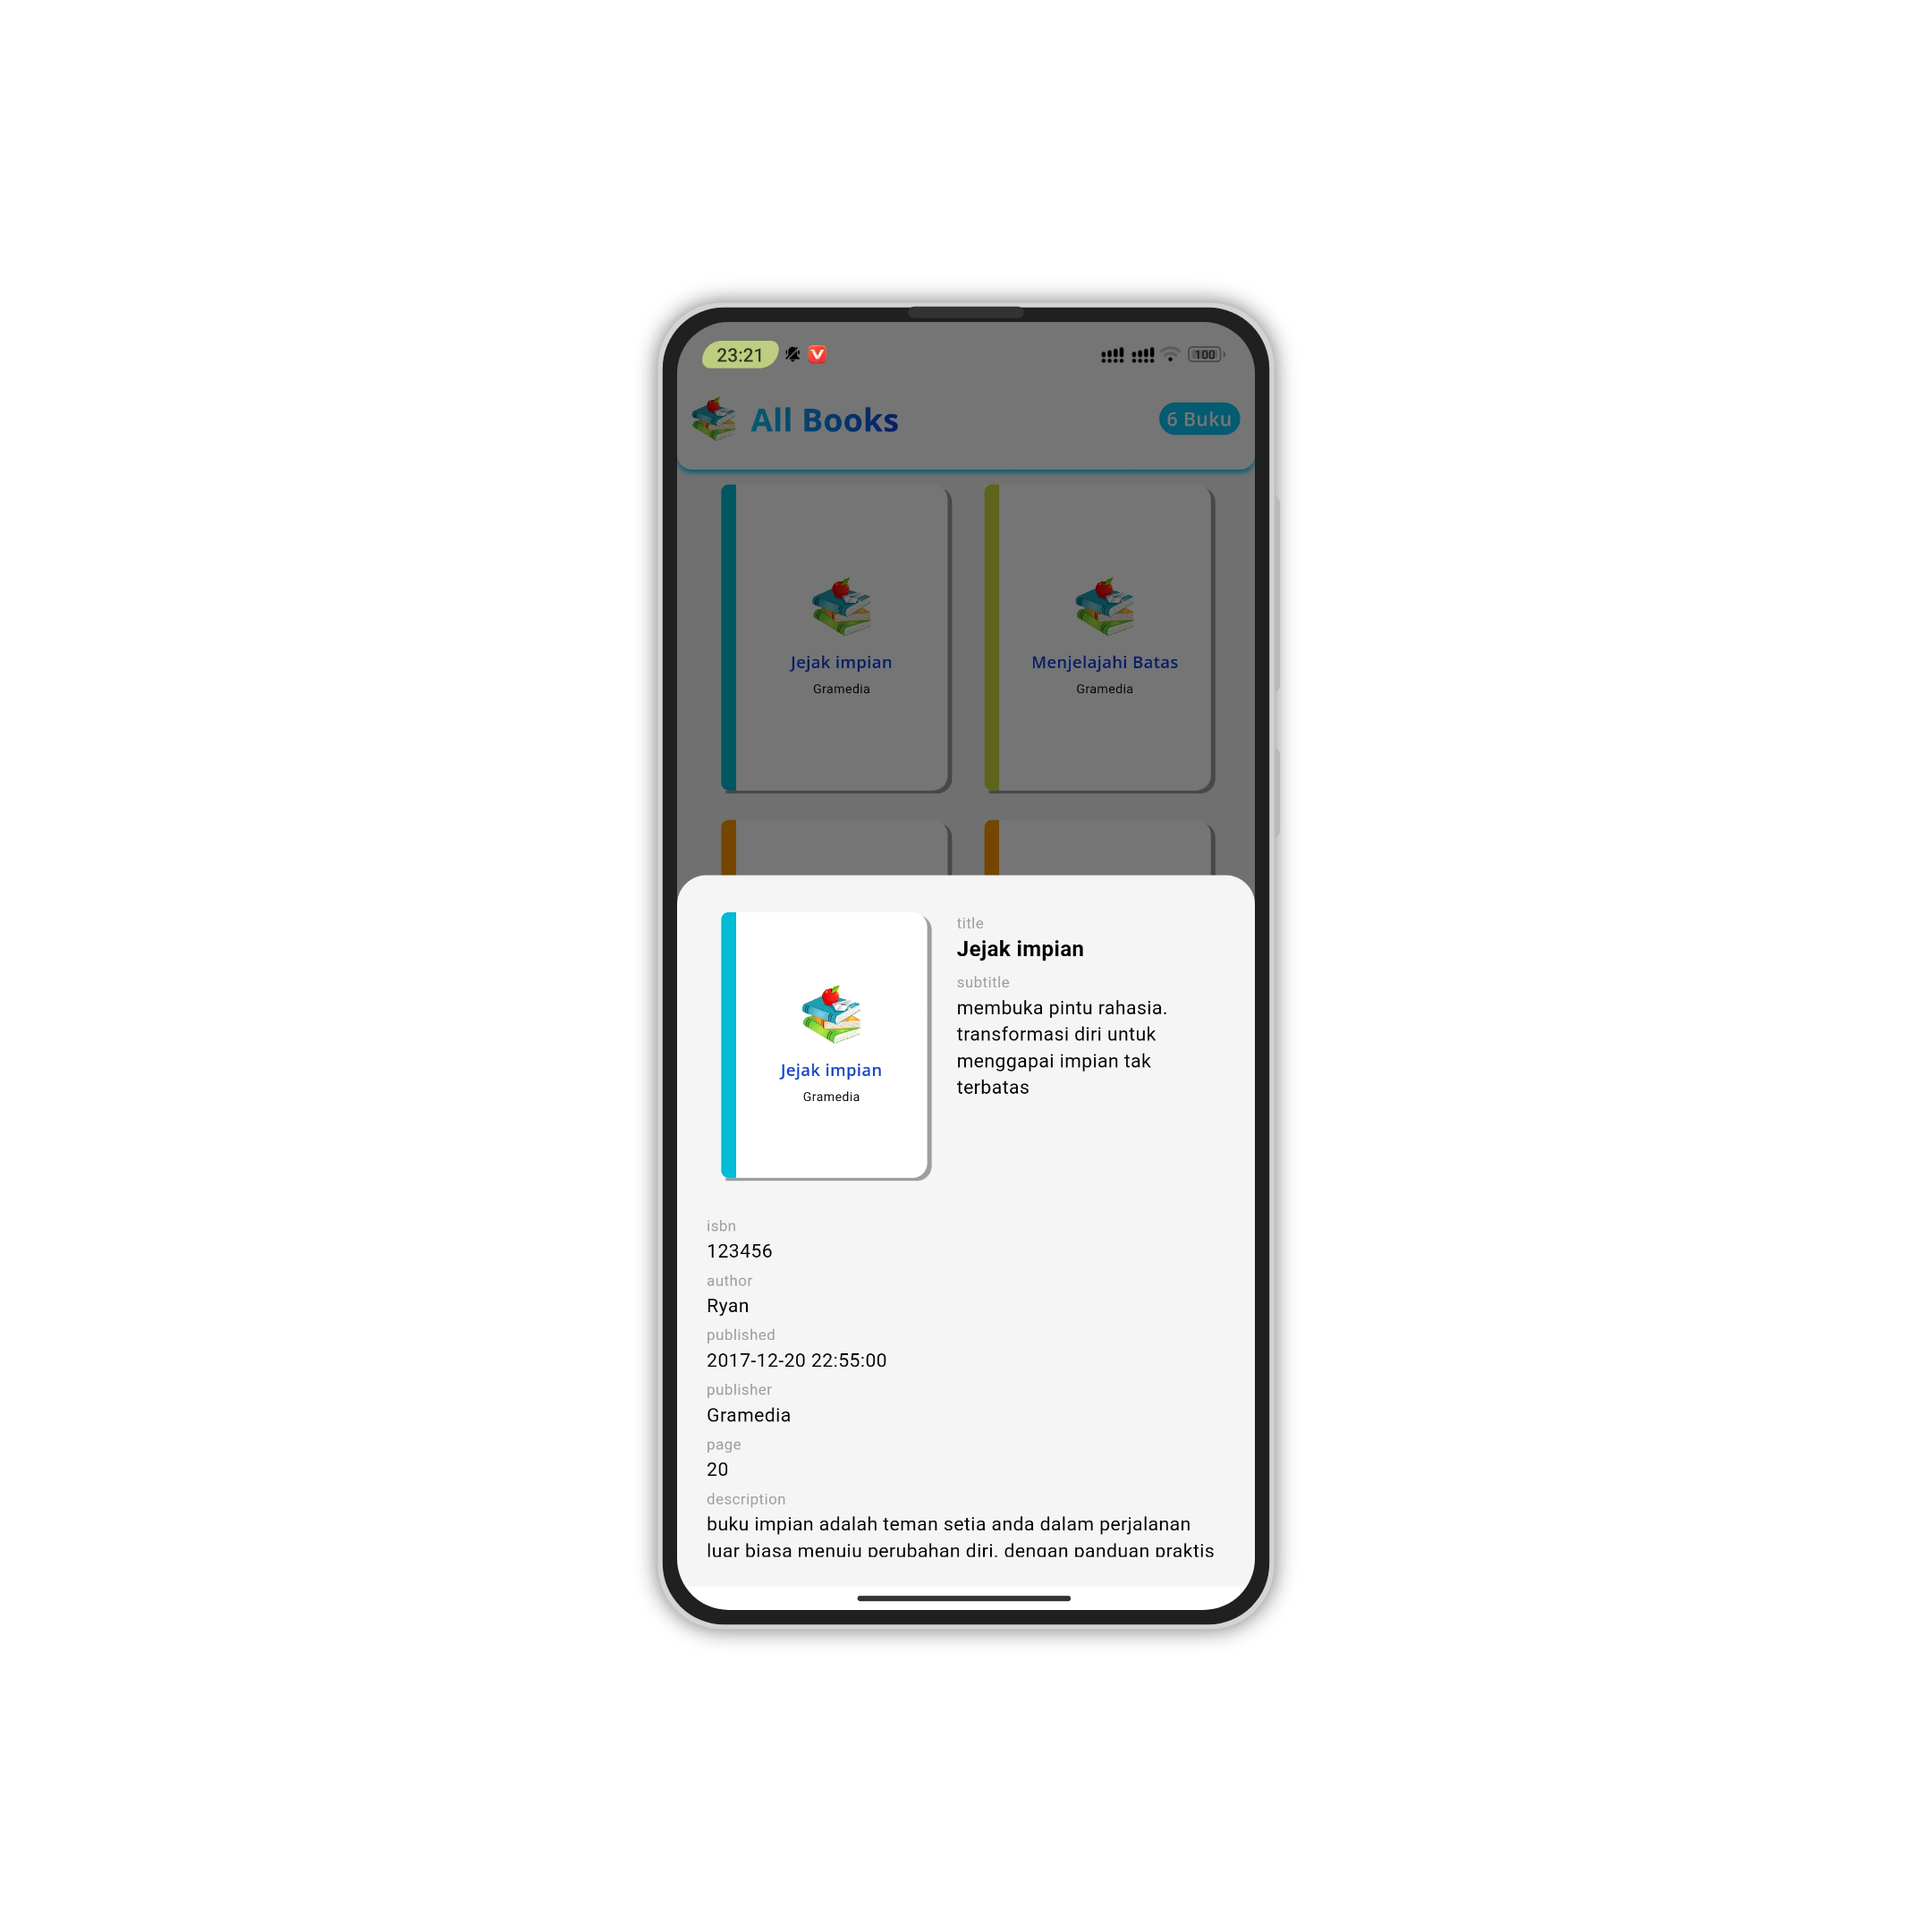 23:21
100
All Books
6 Buku
Jejak impian
Gramedia
Menjelajahi Batas
Gramedia
Jejak impian
Gramedia
title
Jejak impian
subtitle
membuka pintu rahasia.
transformasi diri untuk
menggapai impian tak
terbatas
isbn
123456
author
Ryan
published
2017-12-20 22:55:00
publisher
Gramedia
page
20
description
buku impian adalah teman setia anda dalam perjalanan
luar biasa menuju perubahan diri. dengan panduan praktis